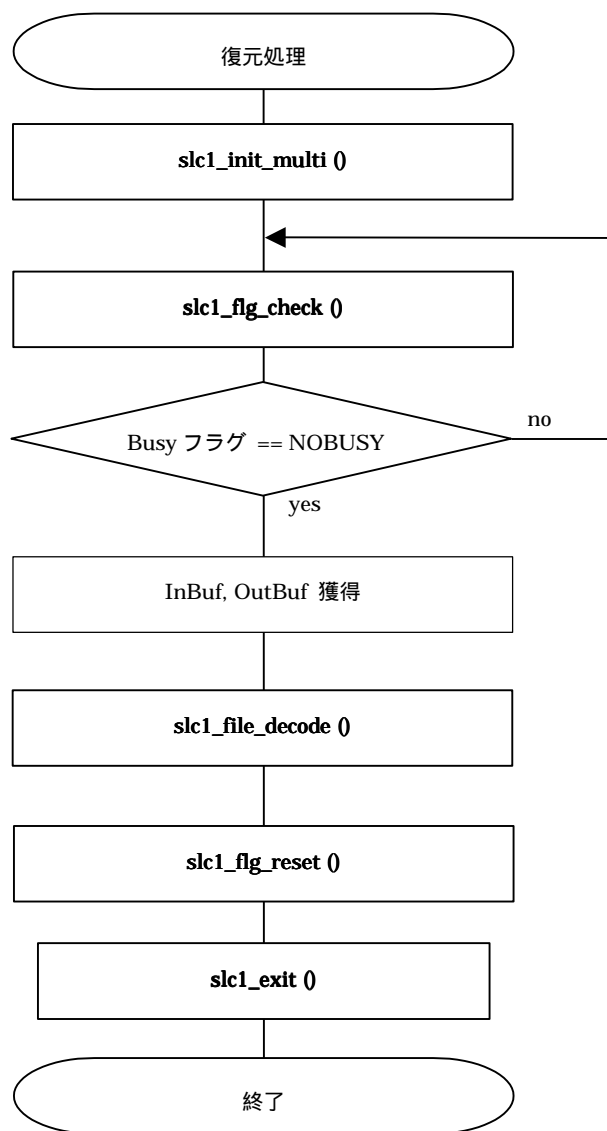 復元処理
slc1_init_multi ()
slc1_flg_check ()
Busy フラグ == NOBUSY
no
yes
InBuf, OutBuf 獲得
slc1_file_decode ()
slc1_flg_reset ()
slc1_exit ()
終了